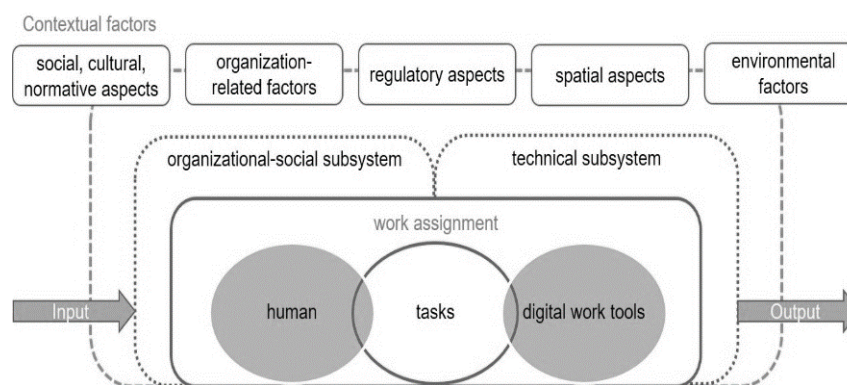 Contextual factors
social, cultural,
normative aspects
organization-
related factors
regulatory aspects
spatial aspects
environmental
factors
organizational-social subsystem
technical subsystem
work assignment
Input
human
tasks
digital work tools
Output